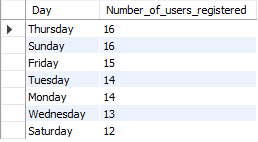 Day Number_of_users_registered
Thursday 16
Sunday 16
Friday 15
Tuesday 14
Monday 14
Wednesday 13
Saturday 12